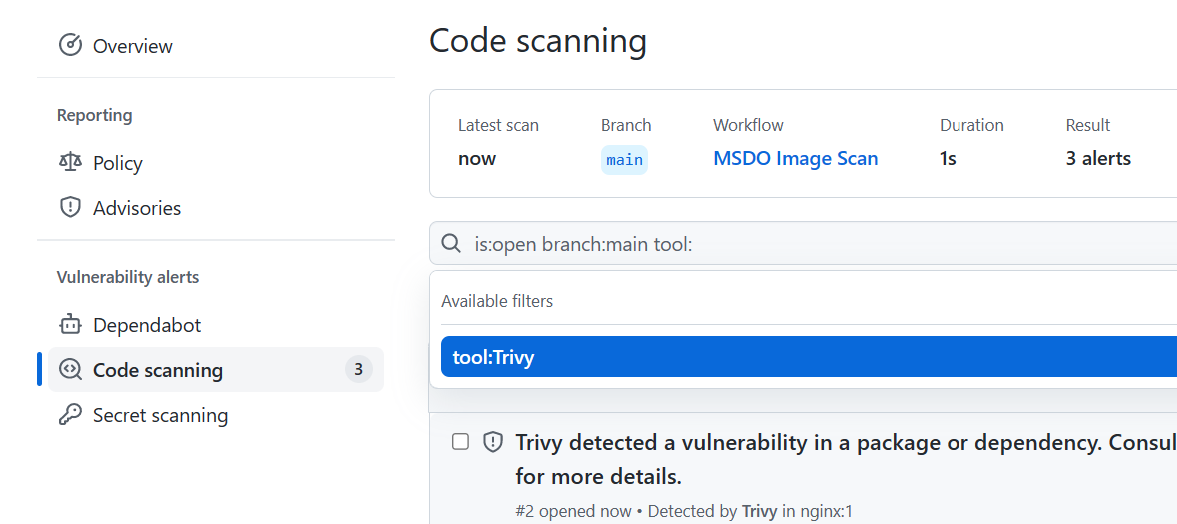 Overview
Reporting
Policy
Advisories
Vulnerability alerts
Dependabot
Code scanning 3
Secret scanning
Code scanning
Latest scan Branch Workflow Duration Result
now main MSDO Image Scan 1s 3 alerts
is:open branch:main tool:
Available filters
tool:Trivy
Trivy detected a vulnerability in a package or dependency. Consul
for more details.
#2 opened now • Detected by Trivy in nginx:1